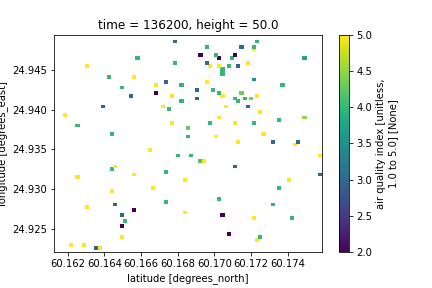 time = 136200, height = 50.0
longitude [degrees_east]
24.945
24.940
24.935
24.930
24.925
60.162 60.164 60.166 60.168 60.170 60.172 60.174
latitude [degrees_north]
5.0
4.5
4.0
3.5
3.0
2.5
2.0
air quality index [unitless,
1.0 to 5.0] [None]